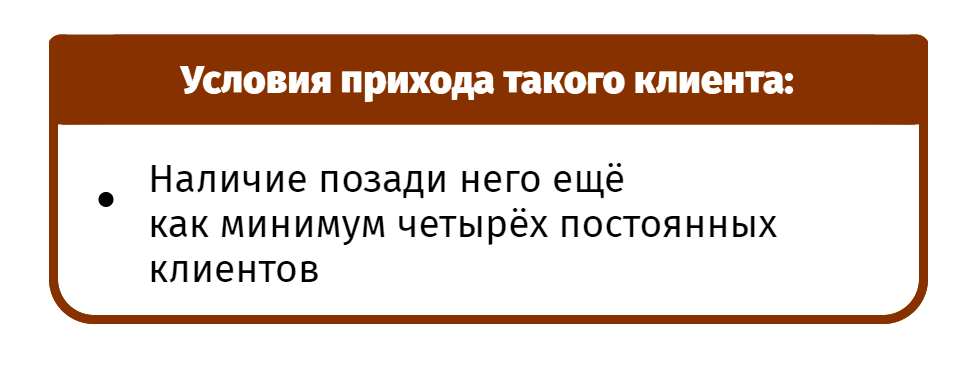 Условия прихода такого клиента:
• Наличие позади него ещё
как минимум четырёх постоянных
клиентов